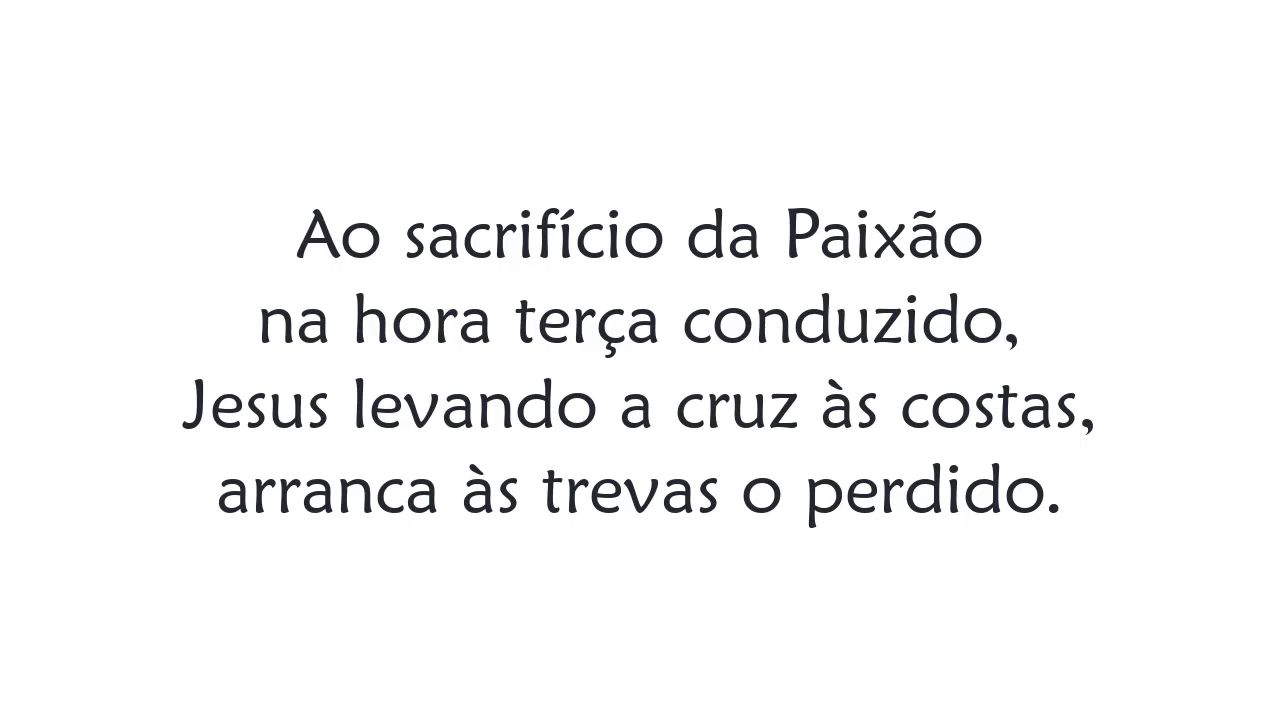 Ao sacrifício da Paixão
na hora terça conduzido,
Jesus levando a cruz às costas,
arranca às trevas o perdido.